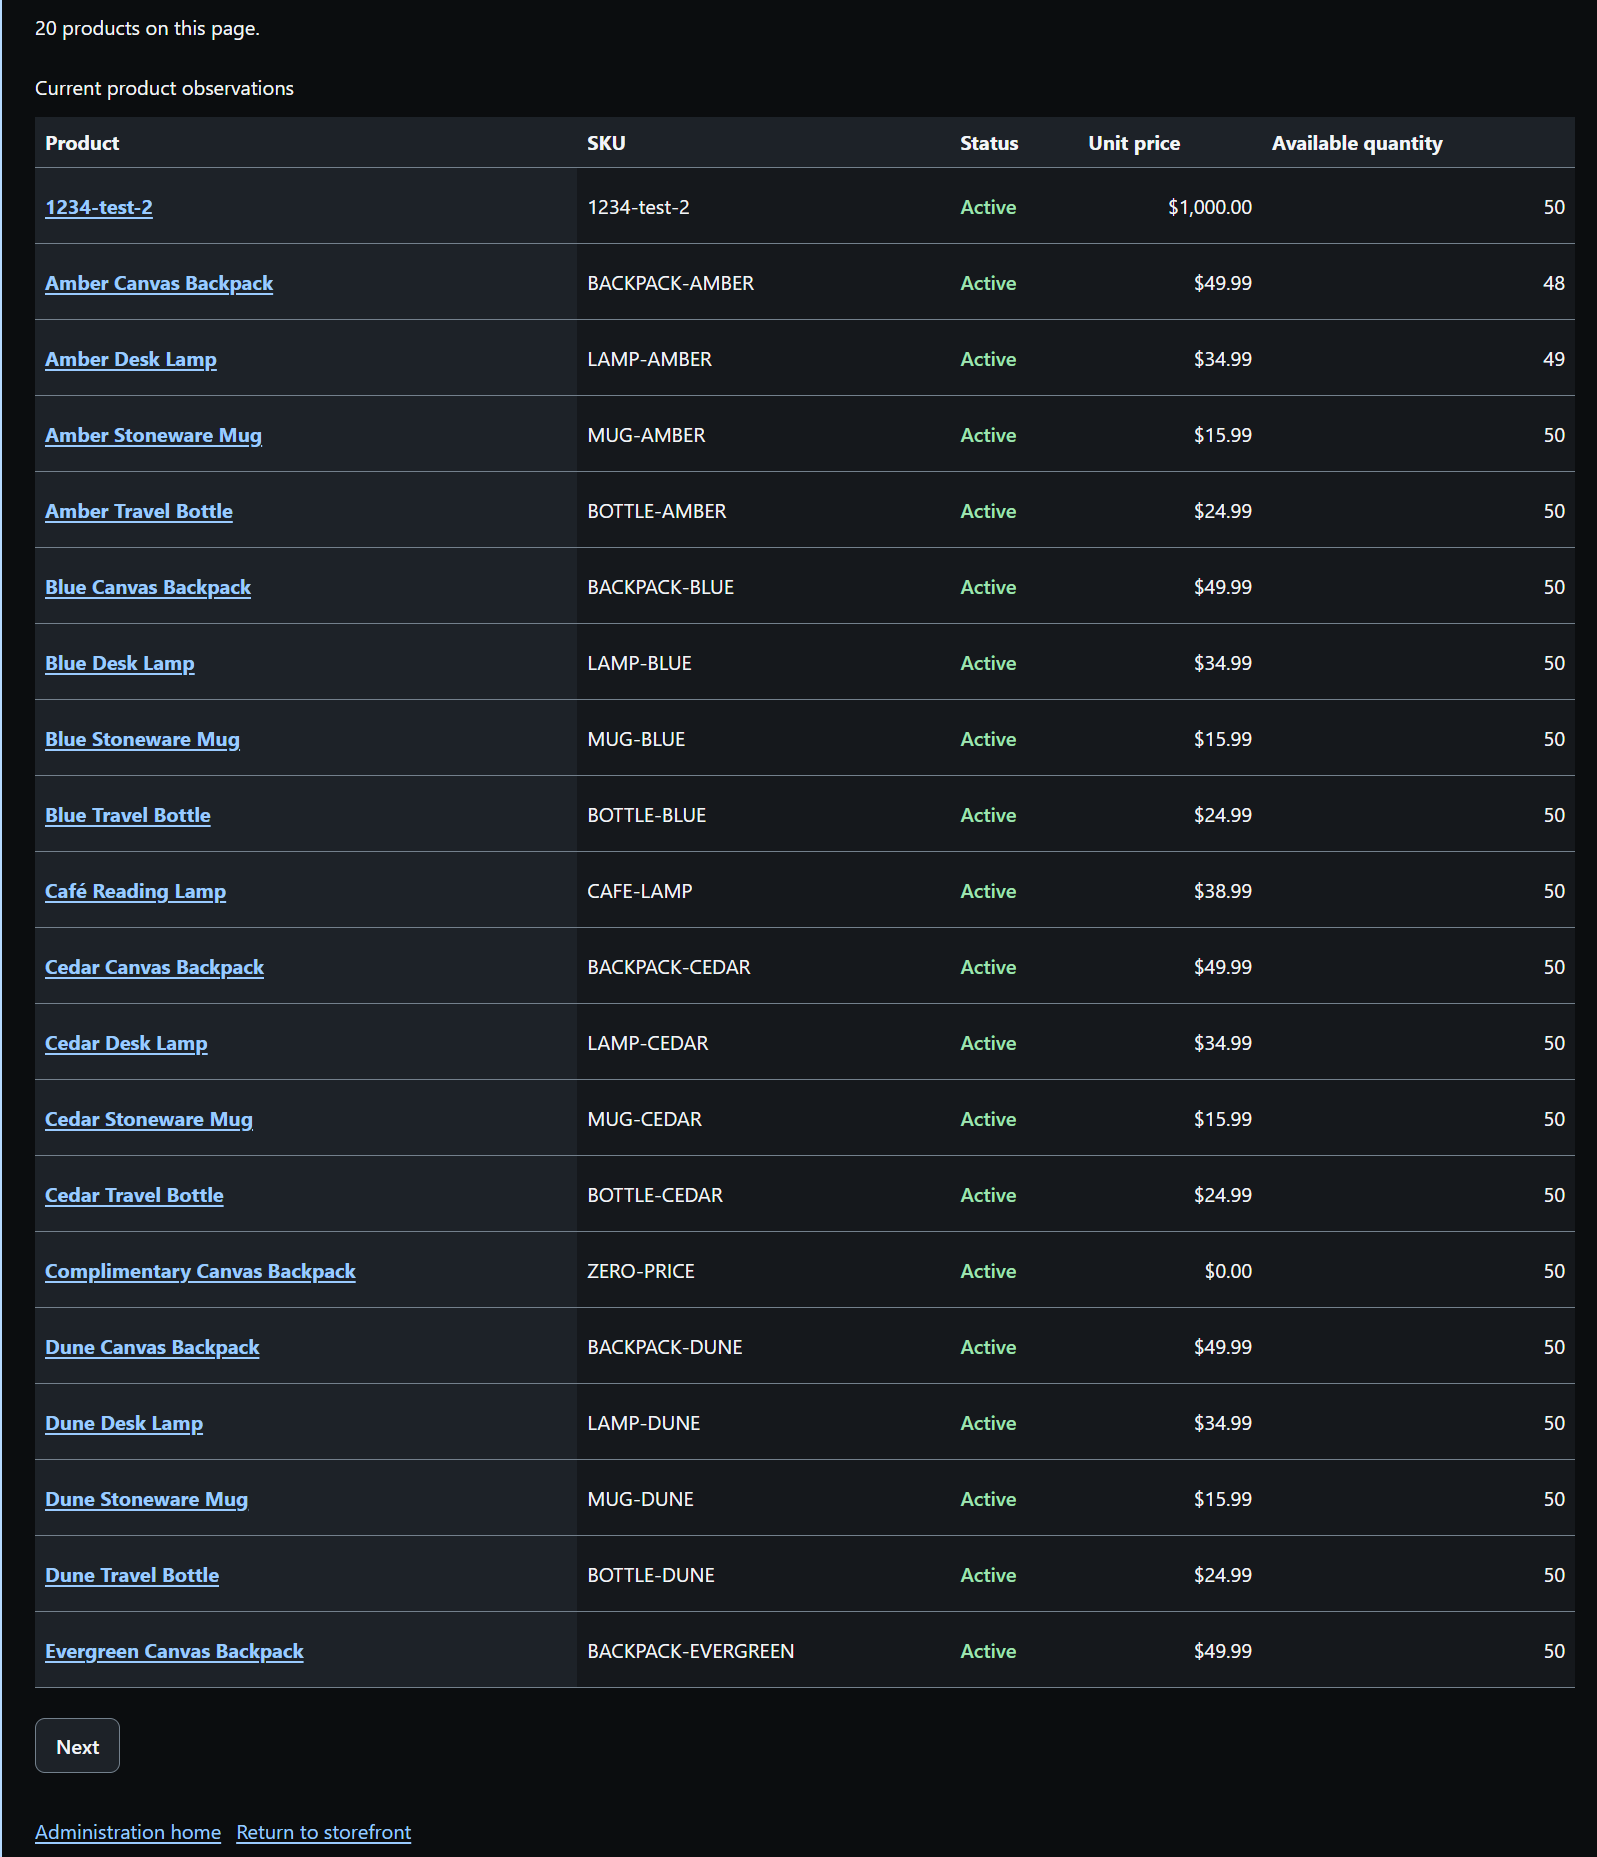 20 products on this page.
Current product observations
Product SKU Status Unit price Available quantity
1234-test-2 1234-test-2 Active $1,000.00 50
Amber Canvas Backpack BACKPACK-AMBER Active $49.99 48
Amber Desk Lamp LAMP-AMBER Active $34.99 49
Amber Stoneware Mug MUG-AMBER Active $15.99 50
Amber Travel Bottle BOTTLE-AMBER Active $24.99 50
Blue Canvas Backpack BACKPACK-BLUE Active $49.99 50
Blue Desk Lamp LAMP-BLUE Active $34.99 50
Blue Stoneware Mug MUG-BLUE Active $15.99 50
Blue Travel Bottle BOTTLE-BLUE Active $24.99 50
Café Reading Lamp CAFE-LAMP Active $38.99 50
Cedar Canvas Backpack BACKPACK-CEDAR Active $49.99 50
Cedar Desk Lamp LAMP-CEDAR Active $34.99 50
Cedar Stoneware Mug MUG-CEDAR Active $15.99 50
Cedar Travel Bottle BOTTLE-CEDAR Active $24.99 50
Complimentary Canvas Backpack ZERO-PRICE Active $0.00 50
Dune Canvas Backpack BACKPACK-DUNE Active $49.99 50
Dune Desk Lamp LAMP-DUNE Active $34.99 50
Dune Stoneware Mug MUG-DUNE Active $15.99 50
Dune Travel Bottle BOTTLE-DUNE Active $24.99 50
Evergreen Canvas Backpack BACKPACK-EVERGREEN Active $49.99 50
Next
Administration home Return to storefront